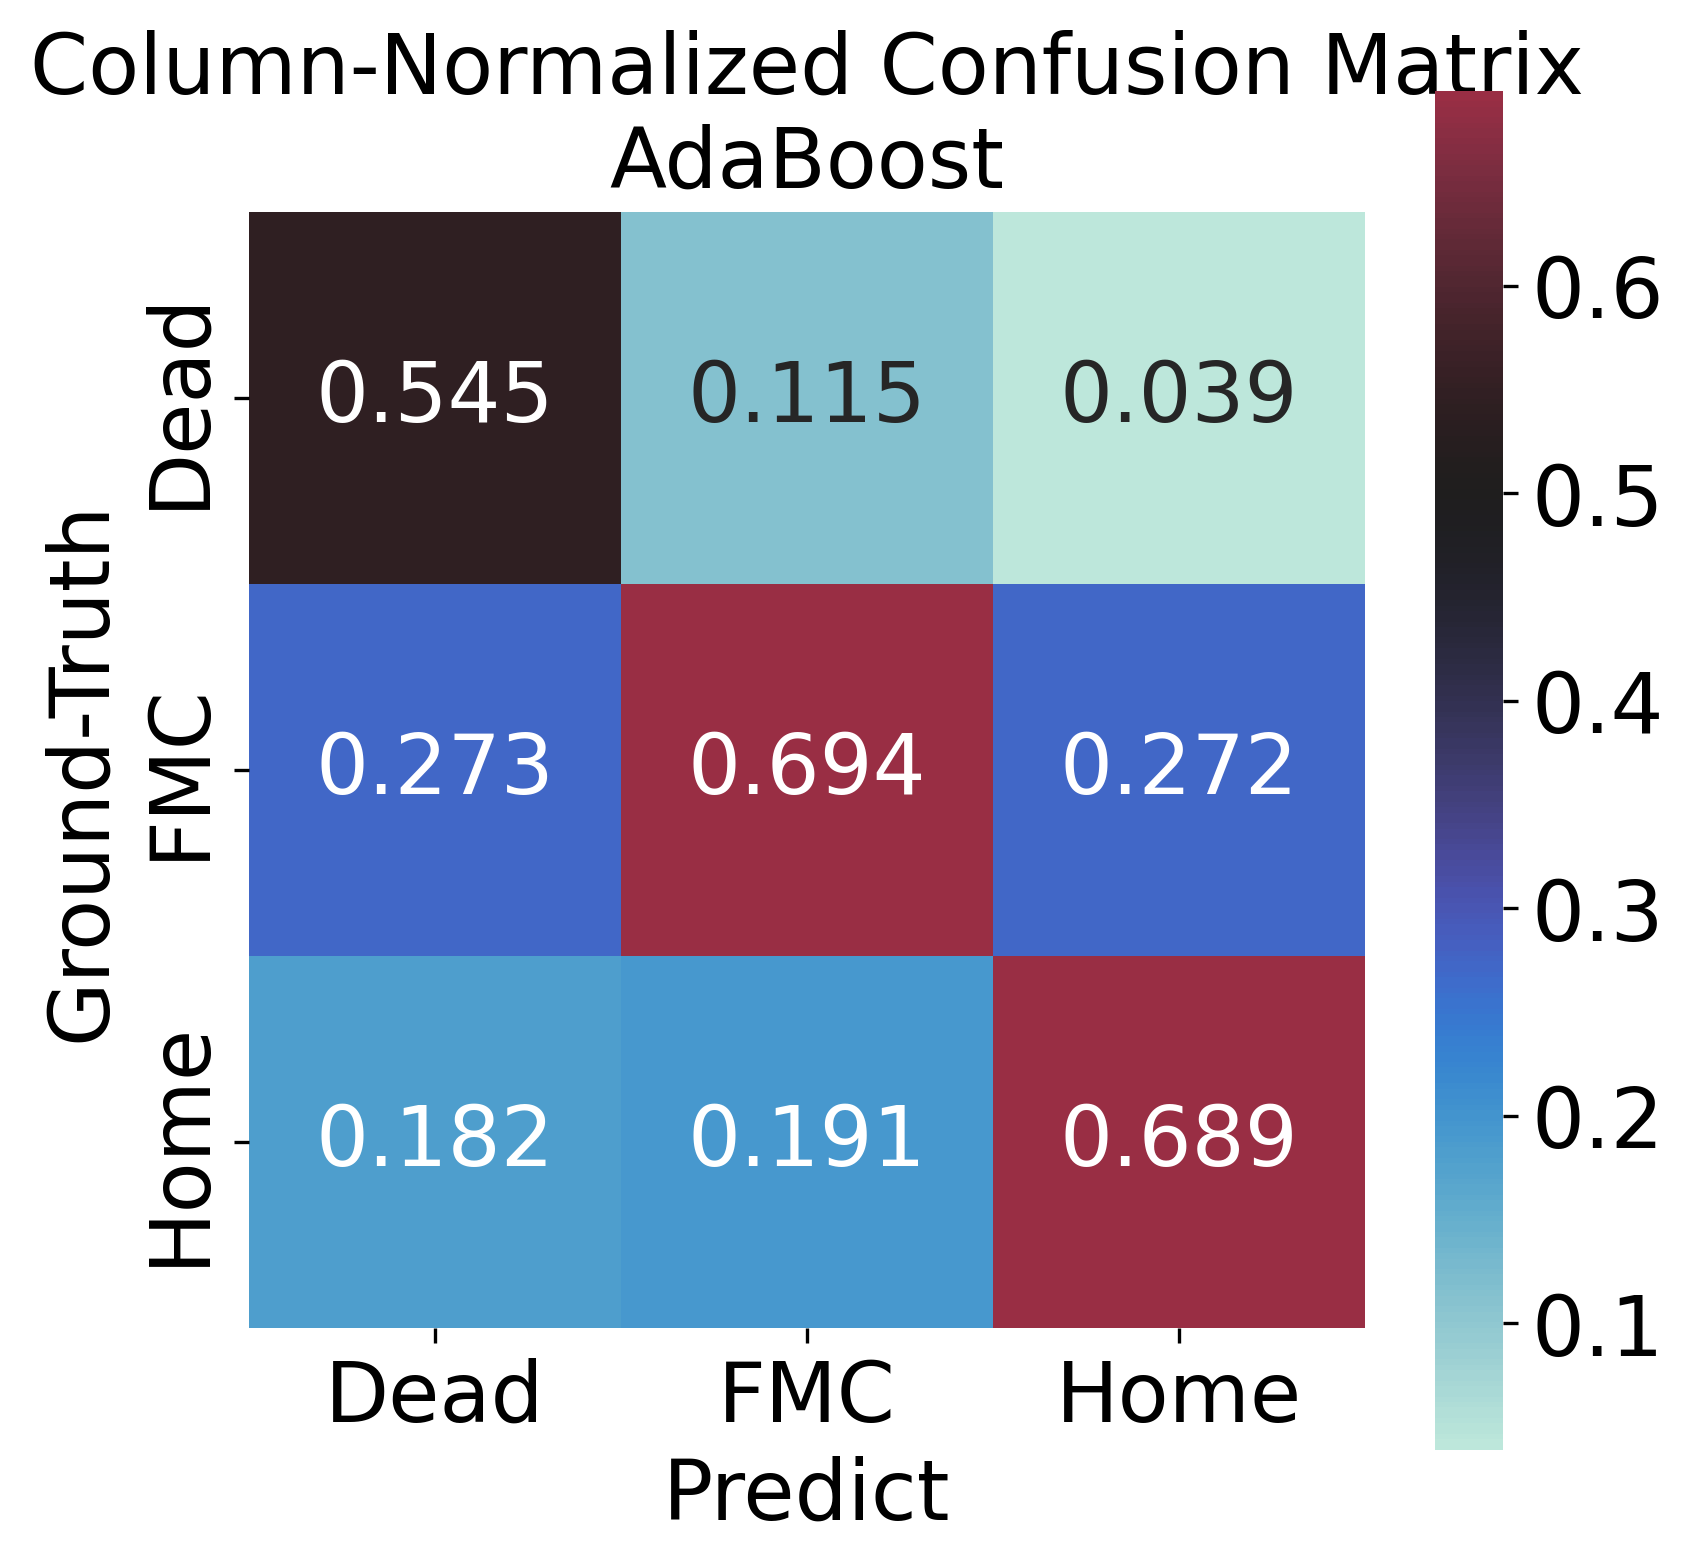 Column-Normalized Confusion Matrix
AdaBoost
Ground-Truth
Dead
0.545 0.115 0.039
FMC
0.273 0.694 0.272
Home
0.182 0.191 0.689
Dead FMC Home
Predict
0.6
0.5
0.4
0.3
0.2
0.1